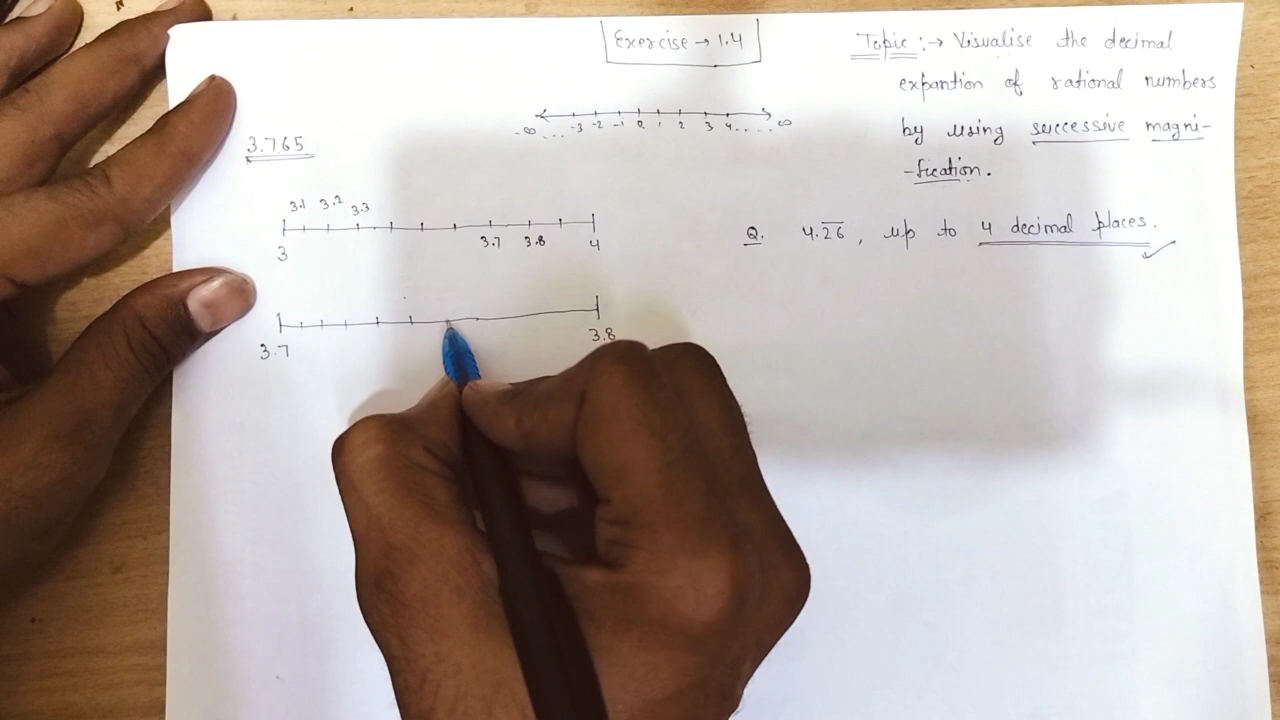 Exercise → 1.4
Topic :→ Visualise the decimal
expantion of rational numbers
by using successive magni-
-fication.
-∞ ... -3 -2 -1 0 1 2 3 4 ..... ∞
3.765
3.1 3.2 3.3
3.7 3.8
3 4
Q. 4.2̅6̅, up to 4 decimal places.
3.7 3.8